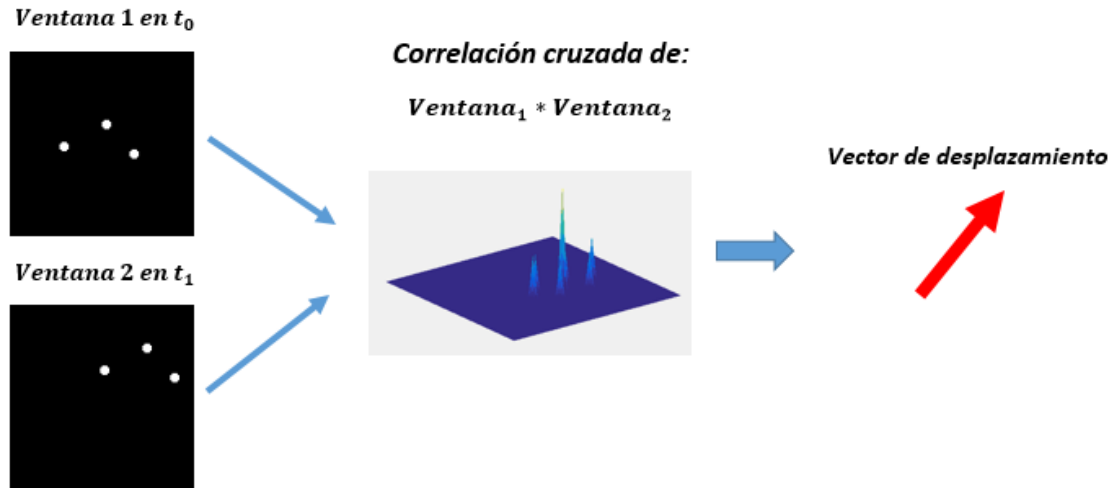 Ventana 1 en t₀
Correlación cruzada de:
Ventana₁ * Ventana₂
Vector de desplazamiento
Ventana 2 en t₁